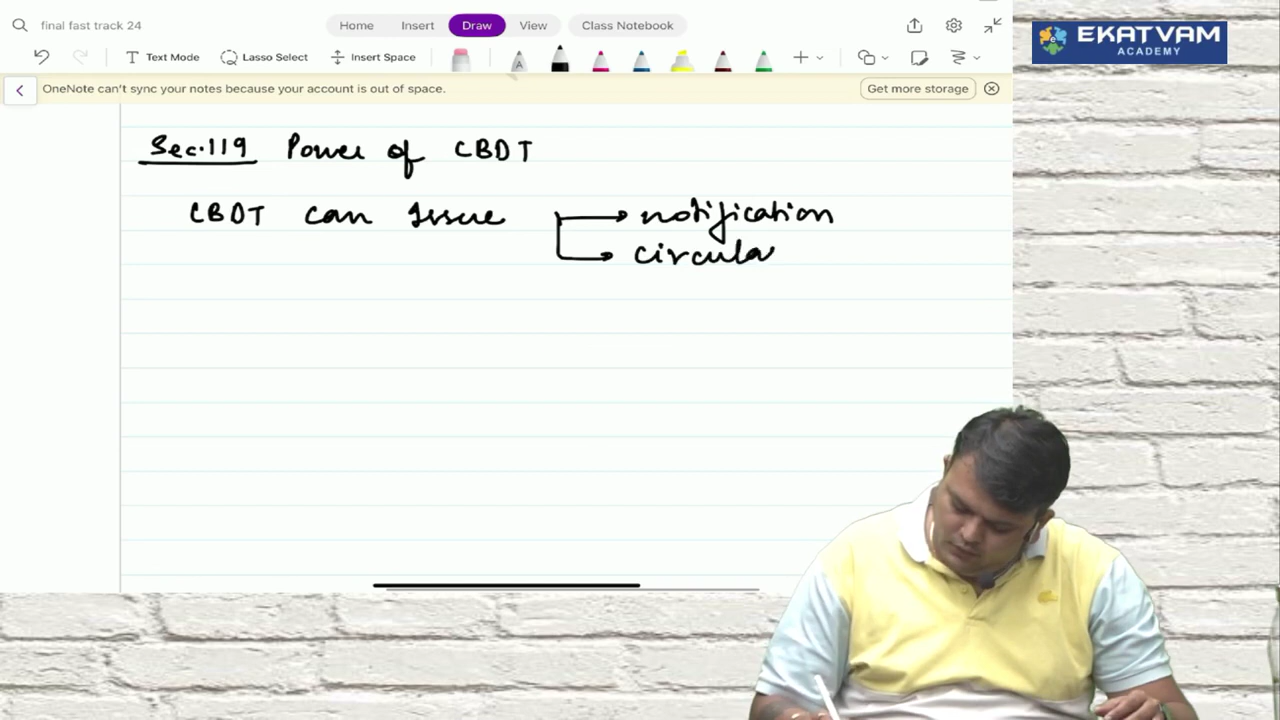 final fast track 24
Home Insert Draw View Class Notebook
EKATVAM
ACADEMY
Text Mode Lasso Select A Insert Space
OneNote can't sync your notes because your account is out of space. Get more storage
Sec.119 Power of CBDT
CBDT can Issue notification
circula